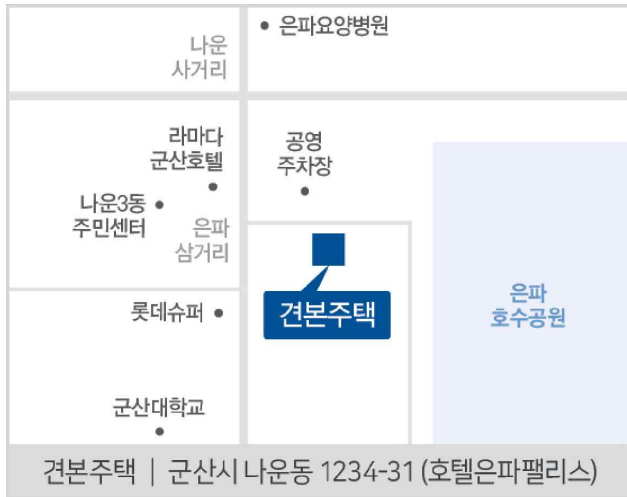 은파요양병원
나운
사거리
라마다
군산호텔
공영
주차장
나운3동
주민센터
은파
삼거리
은파
호수공원
롯데슈퍼
견본주택
군산대학교
견본주택 | 군산시 나운동 1234-31 (호텔은파팰리스)